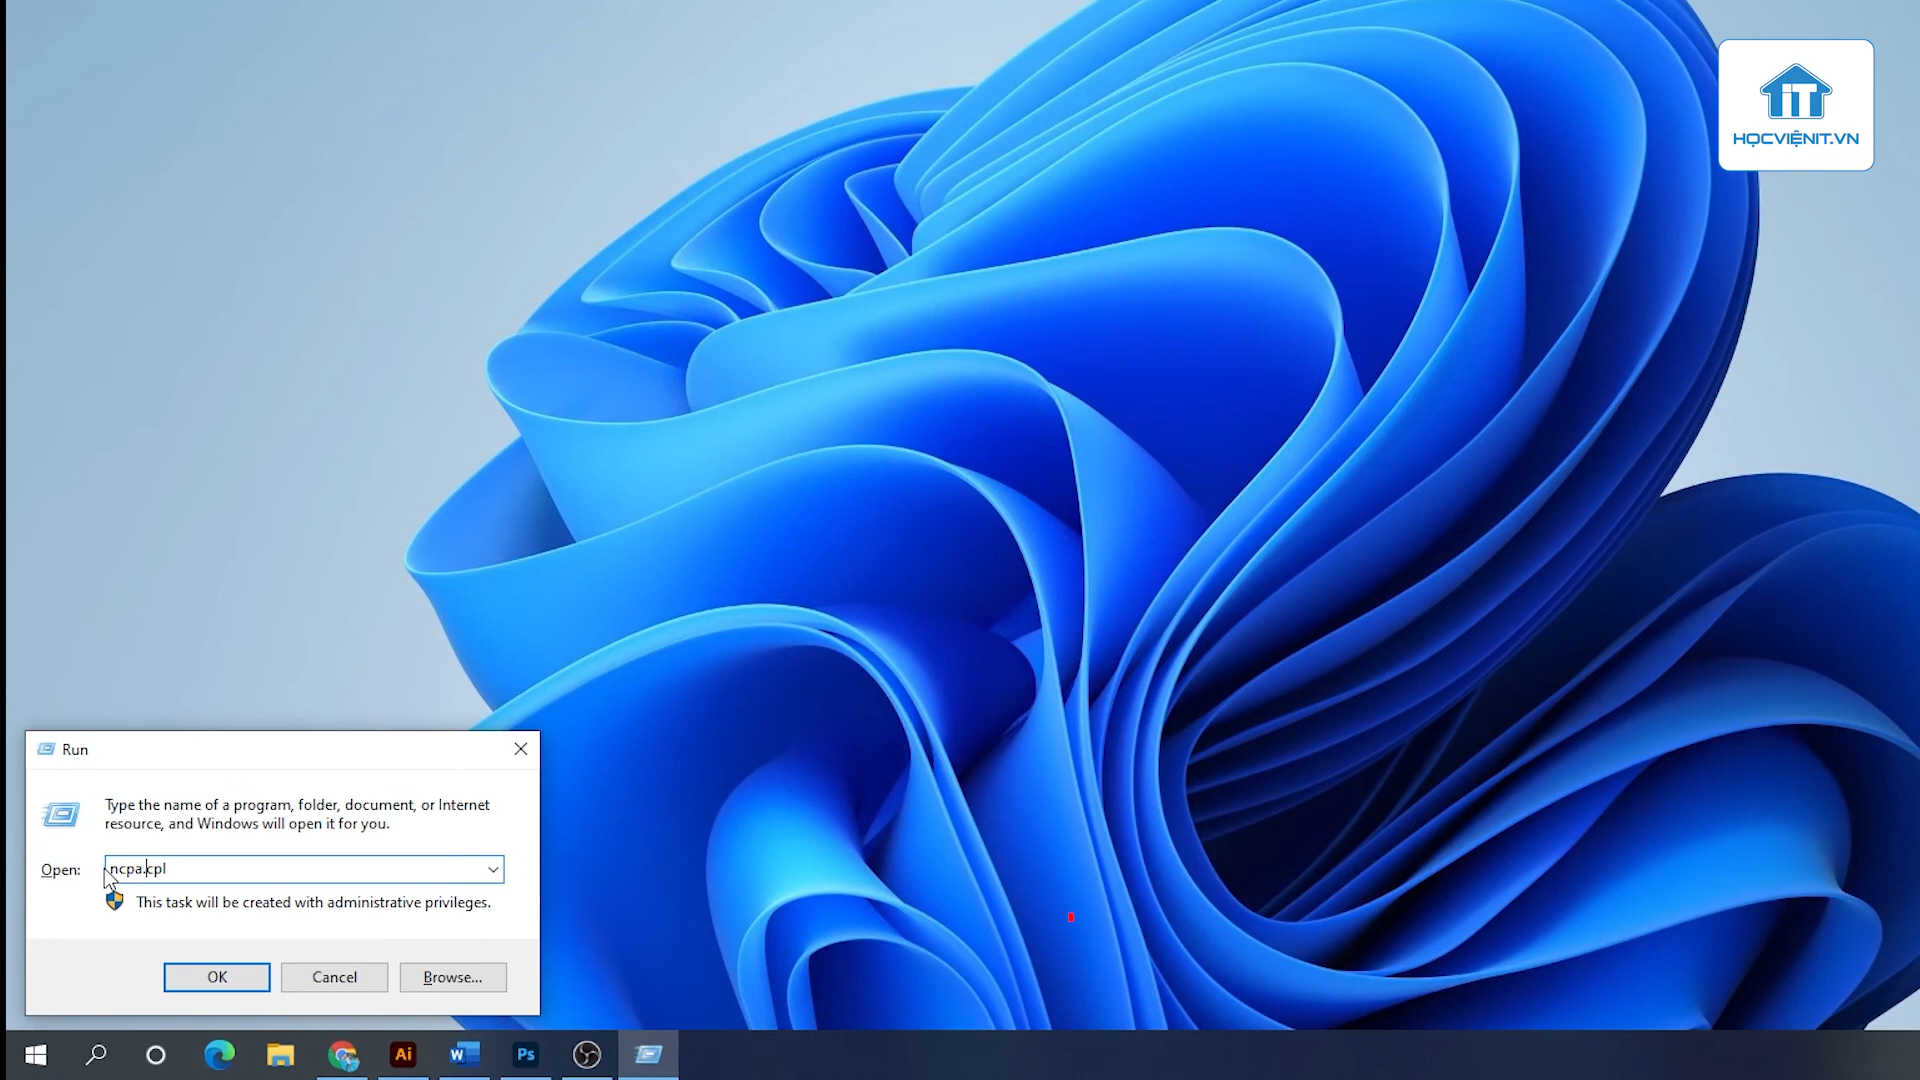 iT
HỌCVIỆNIT.VN
Run
Type the name of a program, folder, document, or Internet
resource, and Windows will open it for you.
Open: ncpa.cpl
This task will be created with administrative privileges.
OK Cancel Browse...
Ai W Ps